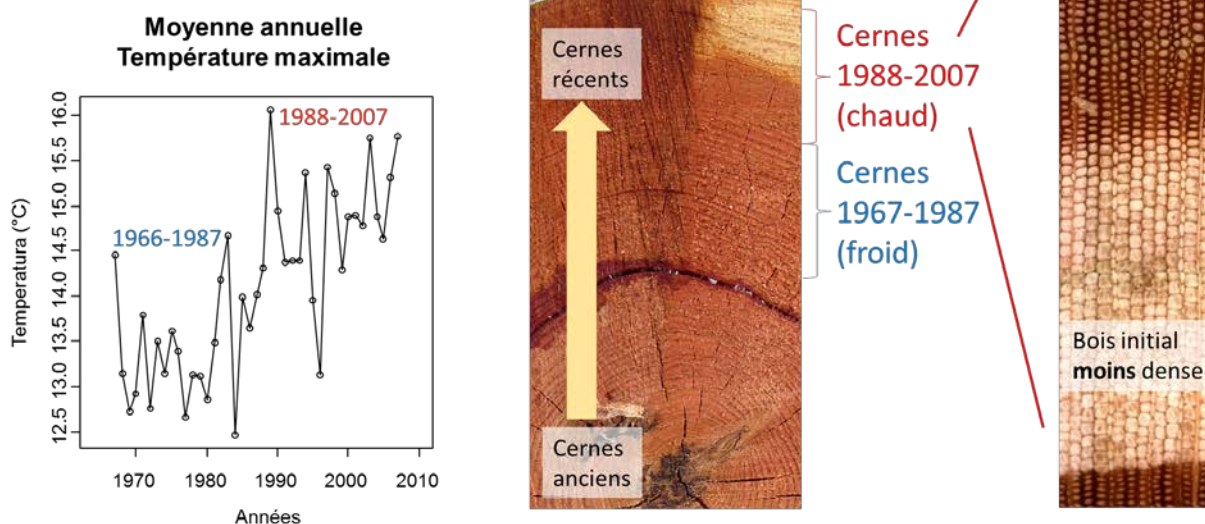 Moyenne annuelle
Température maximale
Temperatura (°C)
16.0
15.5
15.0
14.5
14.0
13.5
13.0
12.5
1966-1987
1988-2007
1970
1980
1990
2000
2010
Années
Cernes
récents
Cernes
anciens
Cernes
1988-2007
(chaud)
Cernes
1967-1987
(froid)
Bois initial
moins dense